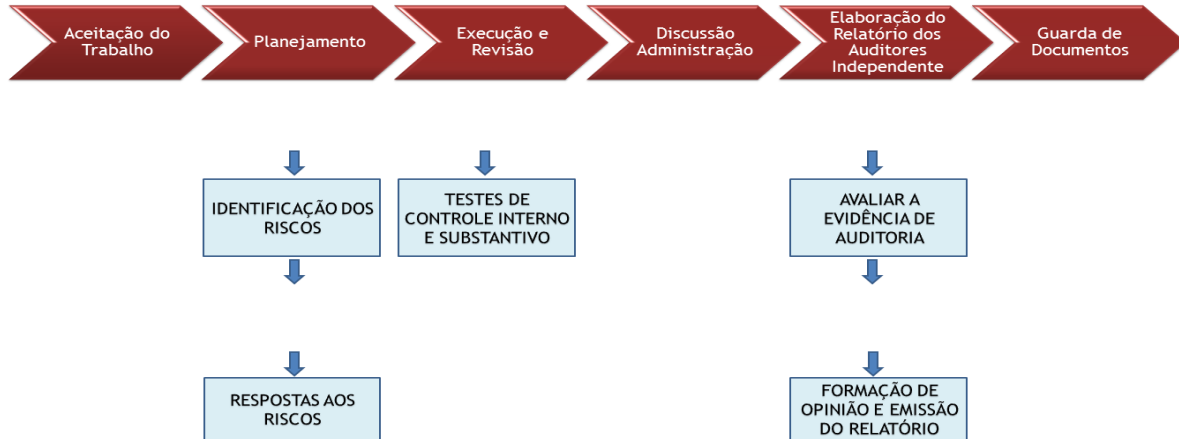 Aceitação do
Trabalho
Planejamento
Execução e
Revisão
Discussão
Administração
Elaboração do
Relatório dos
Auditores
Independente
Guarda de
Documentos
IDENTIFICAÇÃO DOS
RISCOS
TESTES DE
CONTROLE INTERNO
E SUBSTANTIVO
AVALIAR A
EVIDÊNCIA DE
AUDITORIA
RESPOSTAS AOS
RISCOS
FORMAÇÃO DE
OPINIÃO E EMISSÃO
DO RELATÓRIO